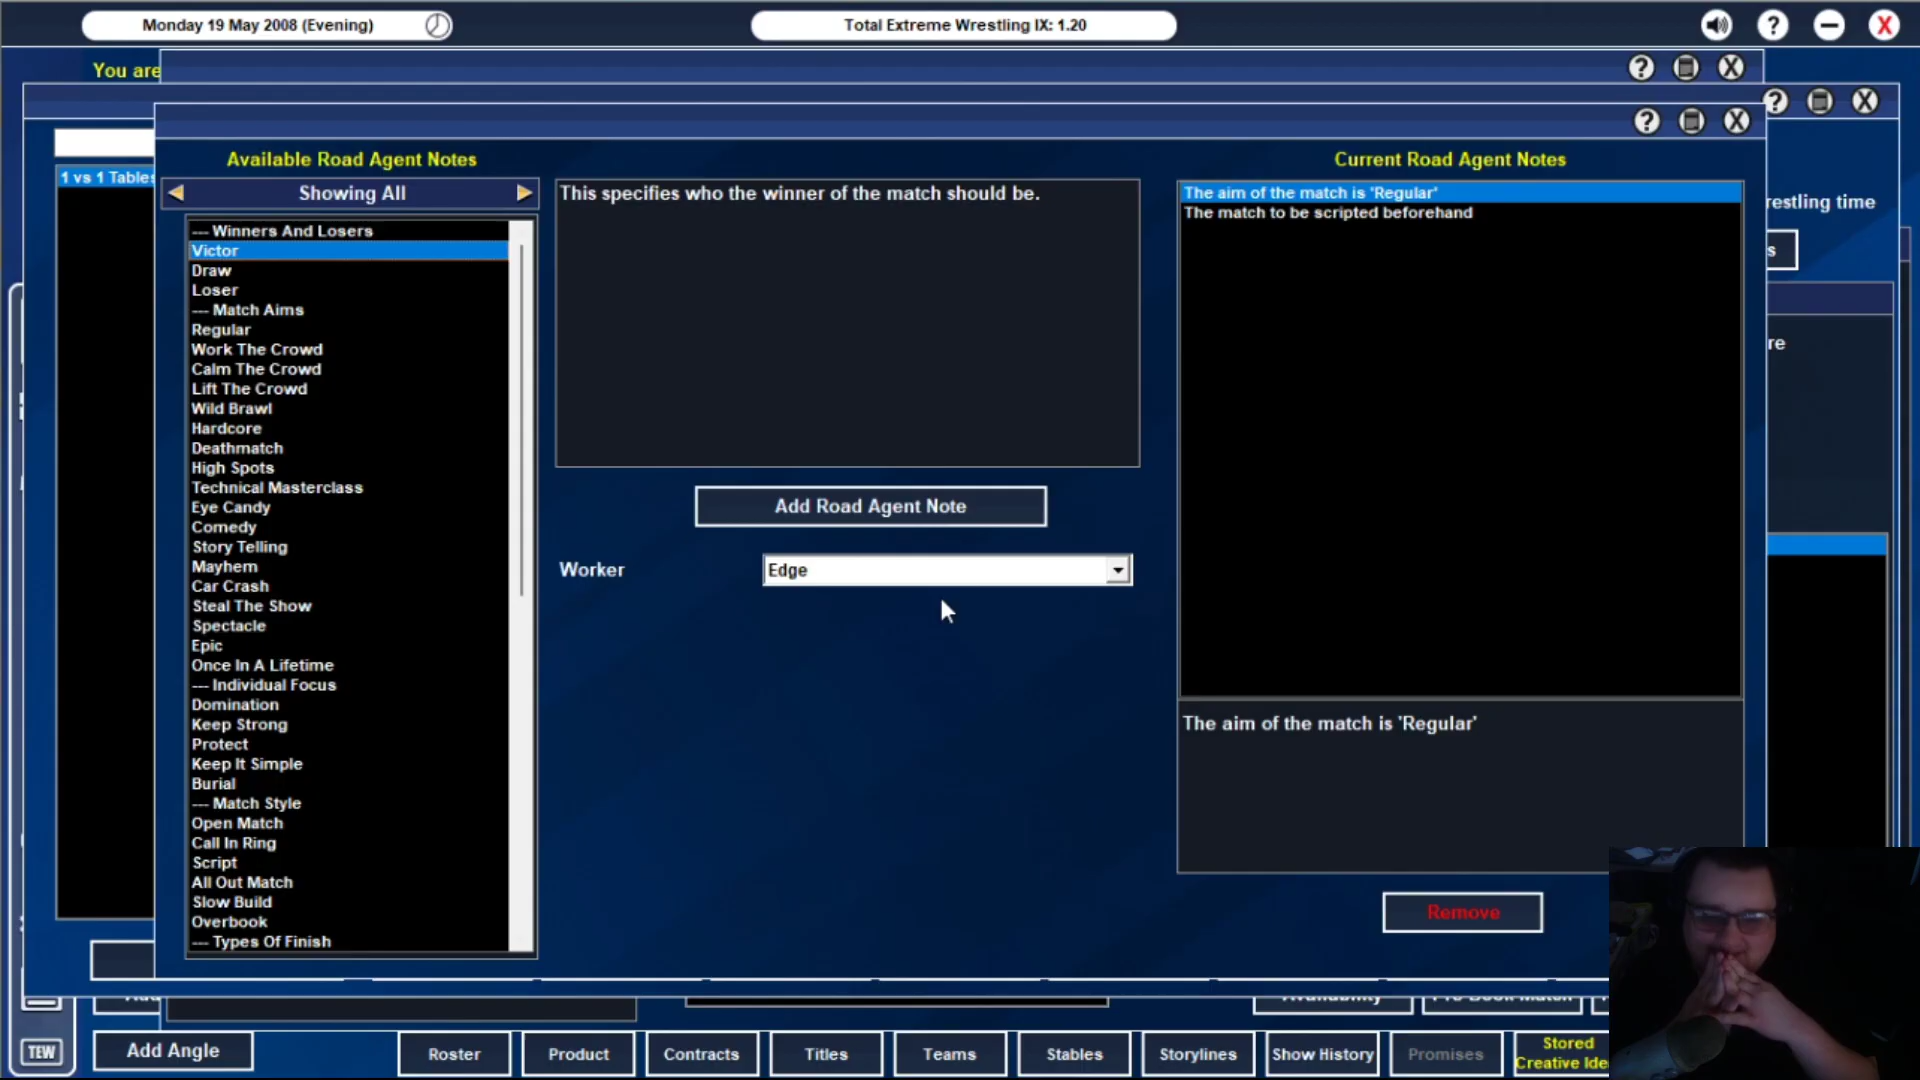 Monday 19 May 2008 (Evening)
Total Extreme Wrestling IX: 1.20
You are
Available Road Agent Notes
Current Road Agent Notes
1 vs 1 Tables
Showing All
This specifies who the winner of the match should be.
The aim of the match is 'Regular'
The match to be scripted beforehand
restling time
s
re
--- Winners And Losers
Victor
Draw
Loser
--- Match Aims
Regular
Work The Crowd
Calm The Crowd
Lift The Crowd
Wild Brawl
Hardcore
Deathmatch
High Spots
Technical Masterclass
Eye Candy
Comedy
Story Telling
Mayhem
Car Crash
Steal The Show
Spectacle
Epic
Once In A Lifetime
--- Individual Focus
Domination
Keep Strong
Protect
Keep It Simple
Burial
--- Match Style
Open Match
Call In Ring
Script
All Out Match
Slow Build
Overbook
--- Types Of Finish
Add Road Agent Note
Worker
Edge
The aim of the match is 'Regular'
Remove
Availability
Pre-Book Match
TEW
Add Angle
Roster
Product
Contracts
Titles
Teams
Stables
Storylines
Show History
Promises
Stored
Creative Ide